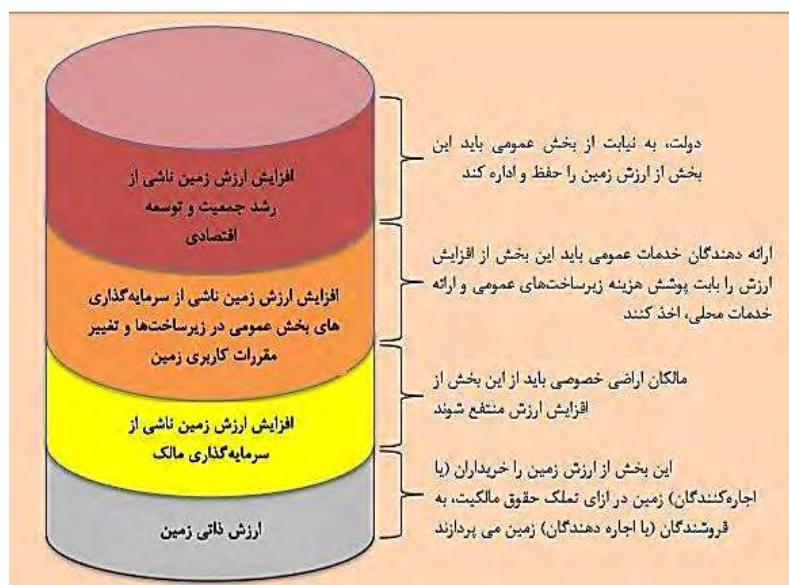 افزایش ارزش زمین ناشی از
رشد جمعیت و توسعه
اقتصادی
دولت، به نیابت از بخش عمومی باید این
بخش از ارزش زمین را حفظ و اداره کند
افزایش ارزش زمین ناشی از سرمایه‌گذاری
های بخش عمومی در زیرساخت‌ها و تغییر
مقررات کاربری زمین
ارائه دهندگان خدمات عمومی باید این بخش از افزایش
ارزش را بابت پوشش هزینه زیرساخت‌های عمومی و ارائه
خدمات محلی، اخذ کنند
افزایش ارزش زمین ناشی از
سرمایه‌گذاری مالک
مالکان اراضی خصوصی باید از این بخش از
افزایش ارزش منتفع شوند
ارزش ذاتی زمین
این بخش از ارزش زمین را خریداران (یا
اجاره‌کنندگان) زمین در ازای تملک حقوق مالکیت، به
فروشندگان (یا اجاره دهندگان) زمین می پردازند